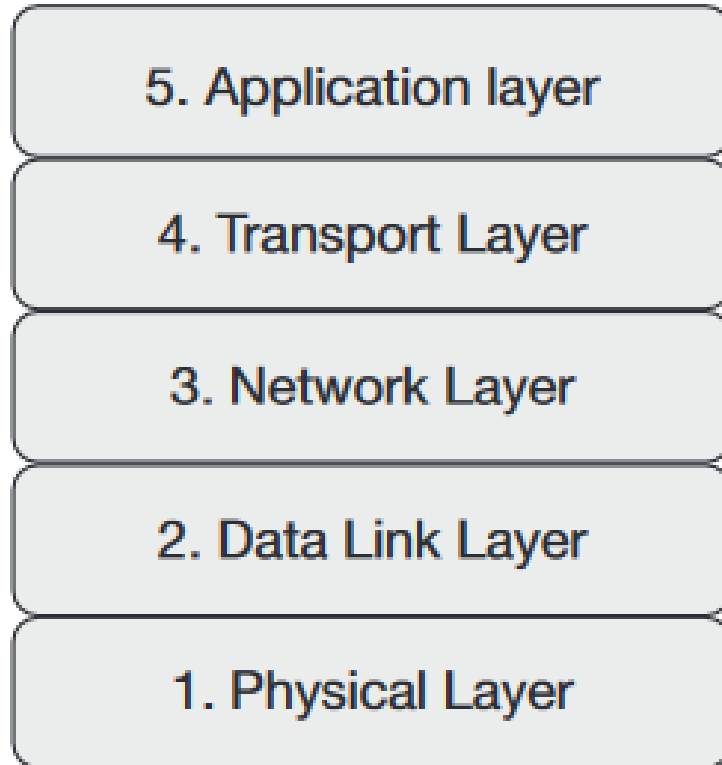 5. Application layer
4. Transport Layer
3. Network Layer
2. Data Link Layer
1. Physical Layer